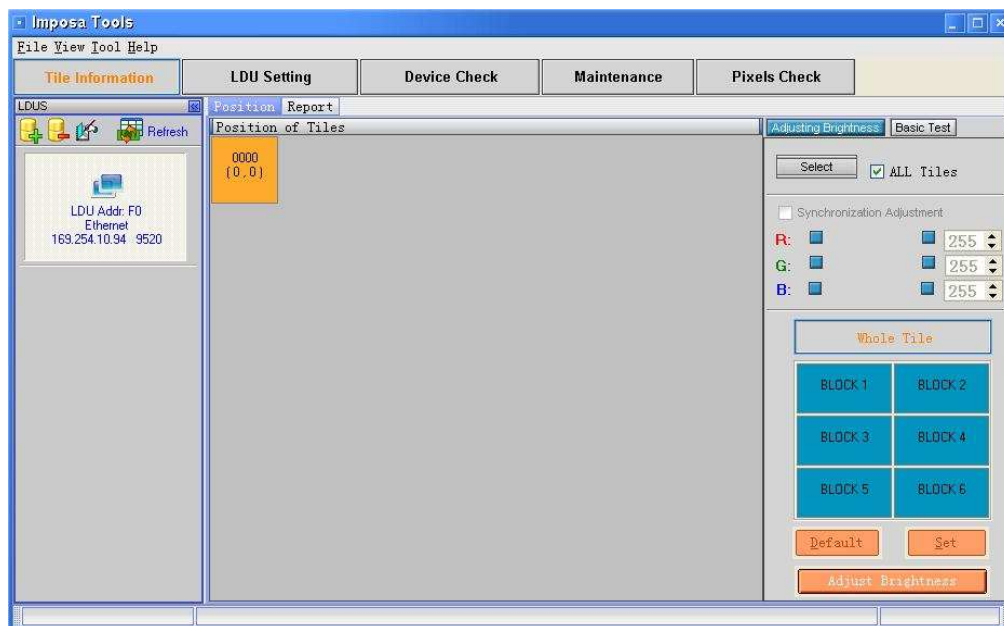 Imposa Tools
File View Tool Help
Tile Information LDU Setting Device Check Maintenance Pixels Check
LDUS
Refresh
LDU Addr: F0
Ethernet
169.254.10.94 9520
Position Report
Position of Tiles
0000
(0,0)
Adjusting Brightness Basic Test
Select ALL Tiles
Synchronization Adjustment
R: 255
G: 255
B: 255
Whole Tile
BLOCK 1 BLOCK 2
BLOCK 3 BLOCK 4
BLOCK 5 BLOCK 6
Default Set
Adjust Brightness